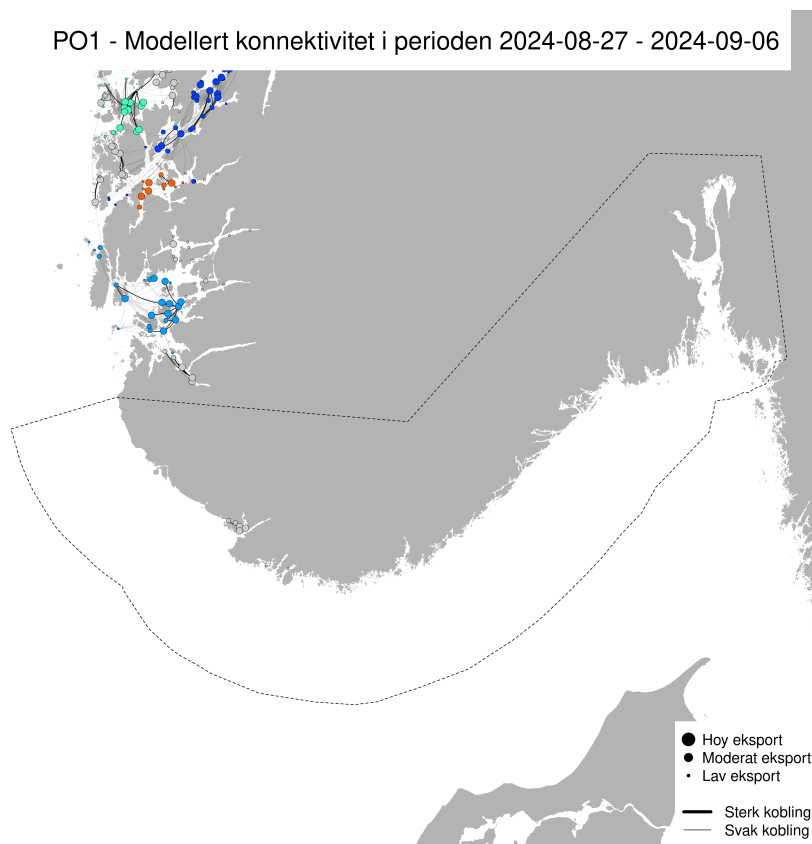 PO1 - Modellert konnektivitet i perioden 2024-08-27 - 2024-09-06
Hoy eksport
Moderat eksport
Lav eksport
Sterk kobling
Svak kobling